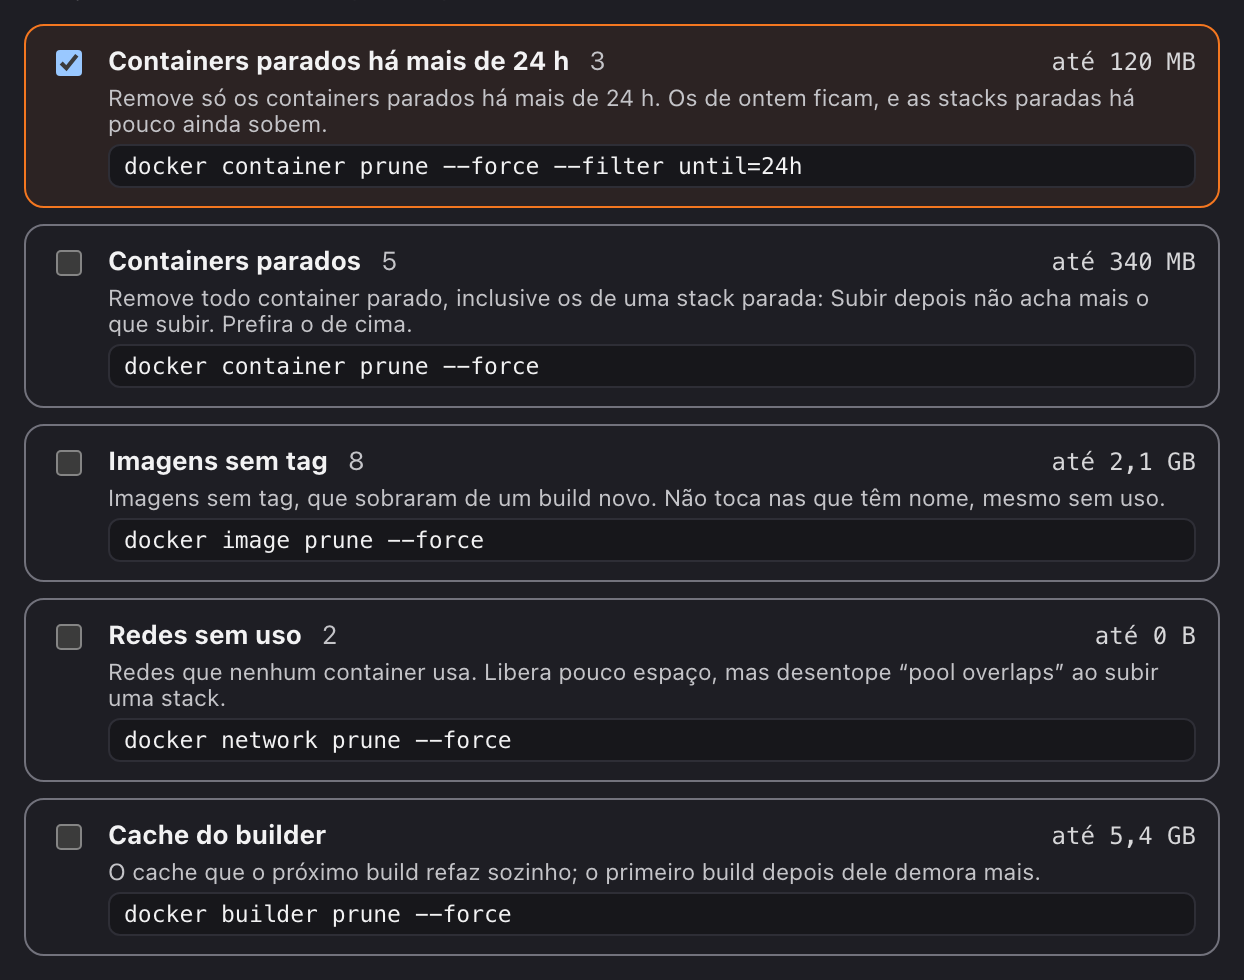 Containers parados há mais de 24 h 3 até 120 MB
Remove só os containers parados há mais de 24 h. Os de ontem ficam, e as stacks paradas há
pouco ainda sobem.
docker container prune --force --filter until=24h
Containers parados 5 até 340 MB
Remove todo container parado, inclusive os de uma stack parada: Subir depois não acha mais o
que subir. Prefira o de cima.
docker container prune --force
Imagens sem tag 8 até 2,1 GB
Imagens sem tag, que sobraram de um build novo. Não toca nas que têm nome, mesmo sem uso.
docker image prune --force
Redes sem uso 2 até 0 B
Redes que nenhum container usa. Libera pouco espaço, mas desentope “pool overlaps” ao subir
uma stack.
docker network prune --force
Cache do builder até 5,4 GB
O cache que o próximo build refaz sozinho; o primeiro build depois dele demora mais.
docker builder prune --force